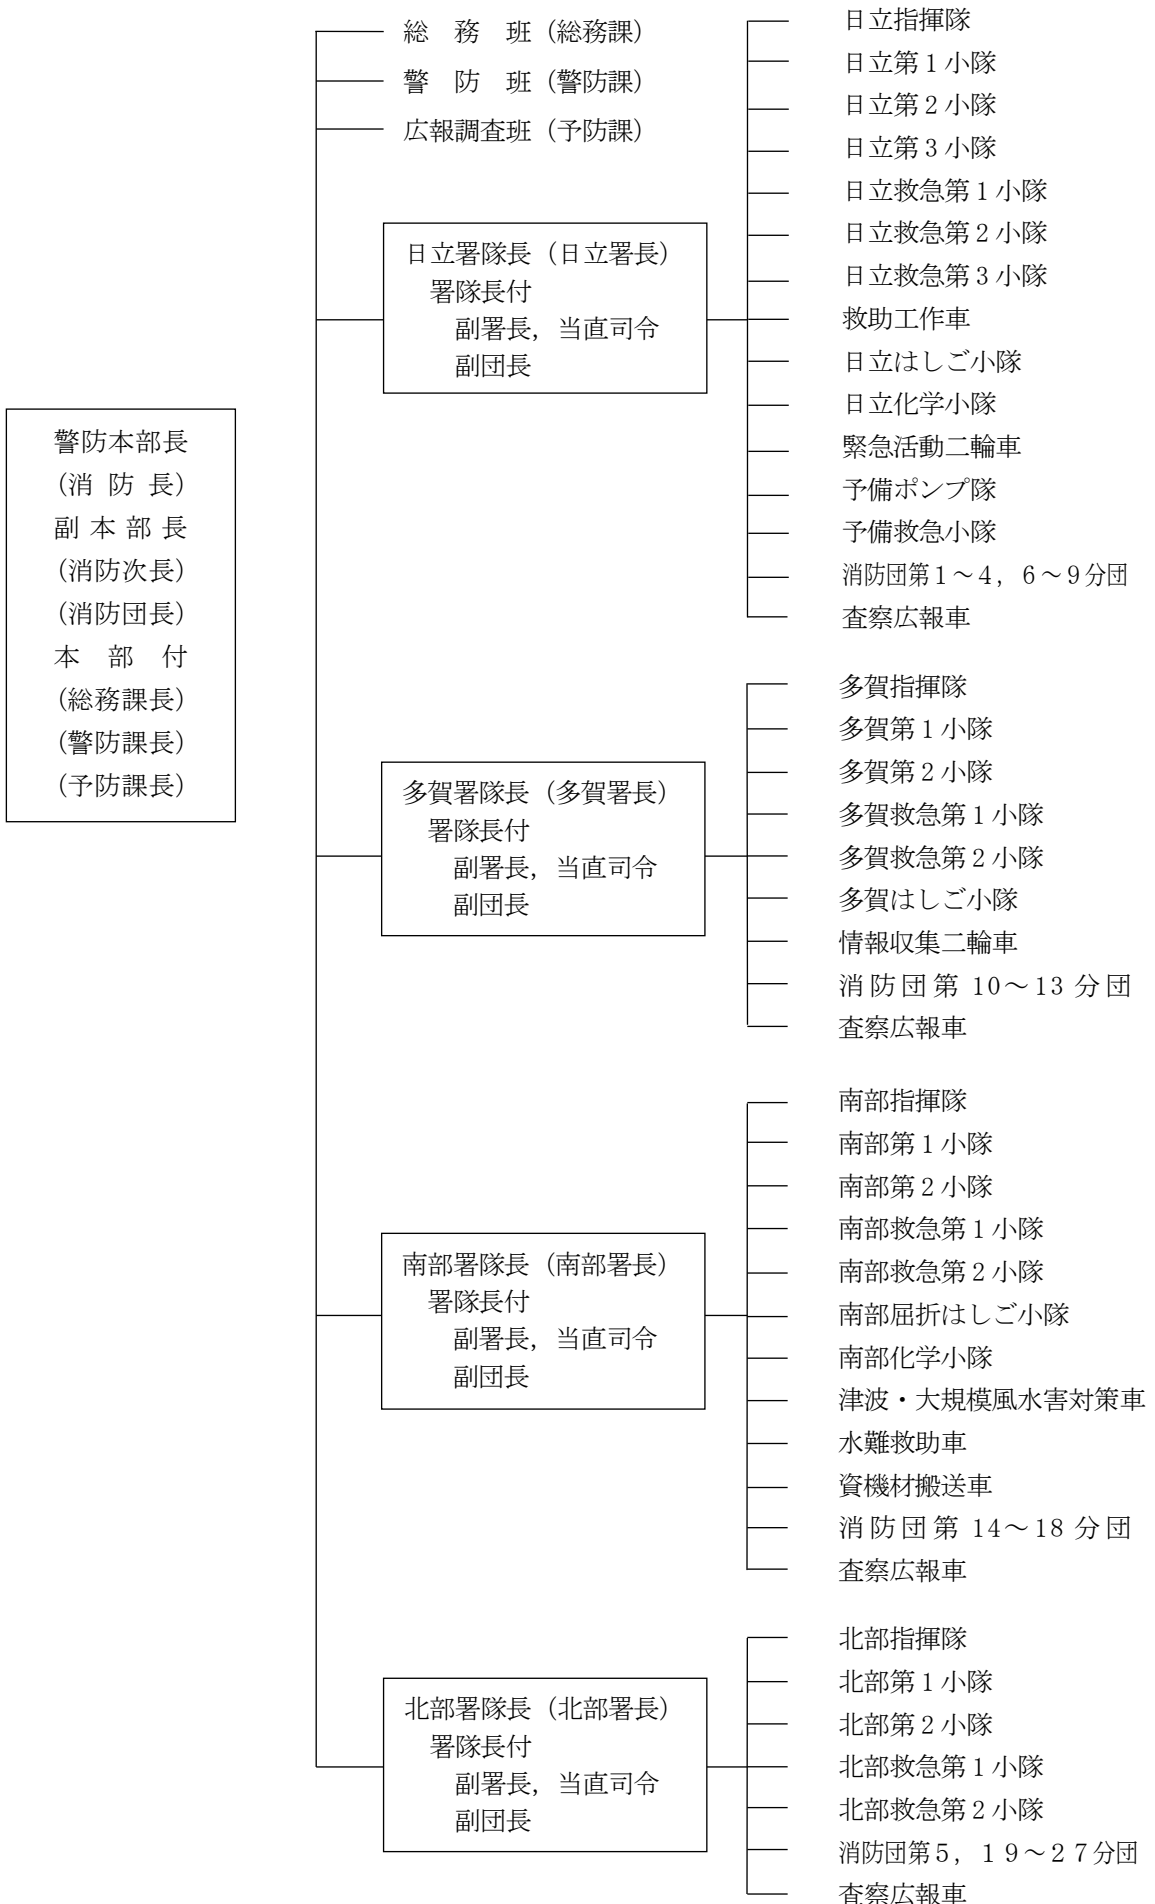 警防本部長
(消 防 長)
副 本 部 長
(消防次長)
(消防団長)
本　部　付
(総務課長)
(警防課長)
(予防課長)
総　務　班（総務課）
警　防　班（警防課）
広報調査班（予防課）
日立署隊長（日立署長）
署隊長付
副署長，当直司令
副団長
日立指揮隊
日立第１小隊
日立第２小隊
日立第３小隊
日立救急第１小隊
日立救急第２小隊
日立救急第３小隊
救助工作車
日立はしご小隊
日立化学小隊
緊急活動二輪車
予備ポンプ隊
予備救急小隊
消防団第１～４，６～９分団
査察広報車
多賀署隊長（多賀署長）
署隊長付
副署長，当直司令
副団長
多賀指揮隊
多賀第１小隊
多賀第２小隊
多賀救急第１小隊
多賀救急第２小隊
多賀はしご小隊
情報収集二輪車
消防団第 10～13 分団
査察広報車
南部署隊長（南部署長）
署隊長付
副署長，当直司令
副団長
南部指揮隊
南部第１小隊
南部第２小隊
南部救急第１小隊
南部救急第２小隊
南部屈折はしご小隊
南部化学小隊
津波・大規模風水害対策車
水難救助車
資機材搬送車
消防団第 14～18 分団
査察広報車
北部署隊長（北部署長）
署隊長付
副署長，当直司令
副団長
北部指揮隊
北部第１小隊
北部第２小隊
北部救急第１小隊
北部救急第２小隊
消防団第５，１９～２７分団
査察広報車